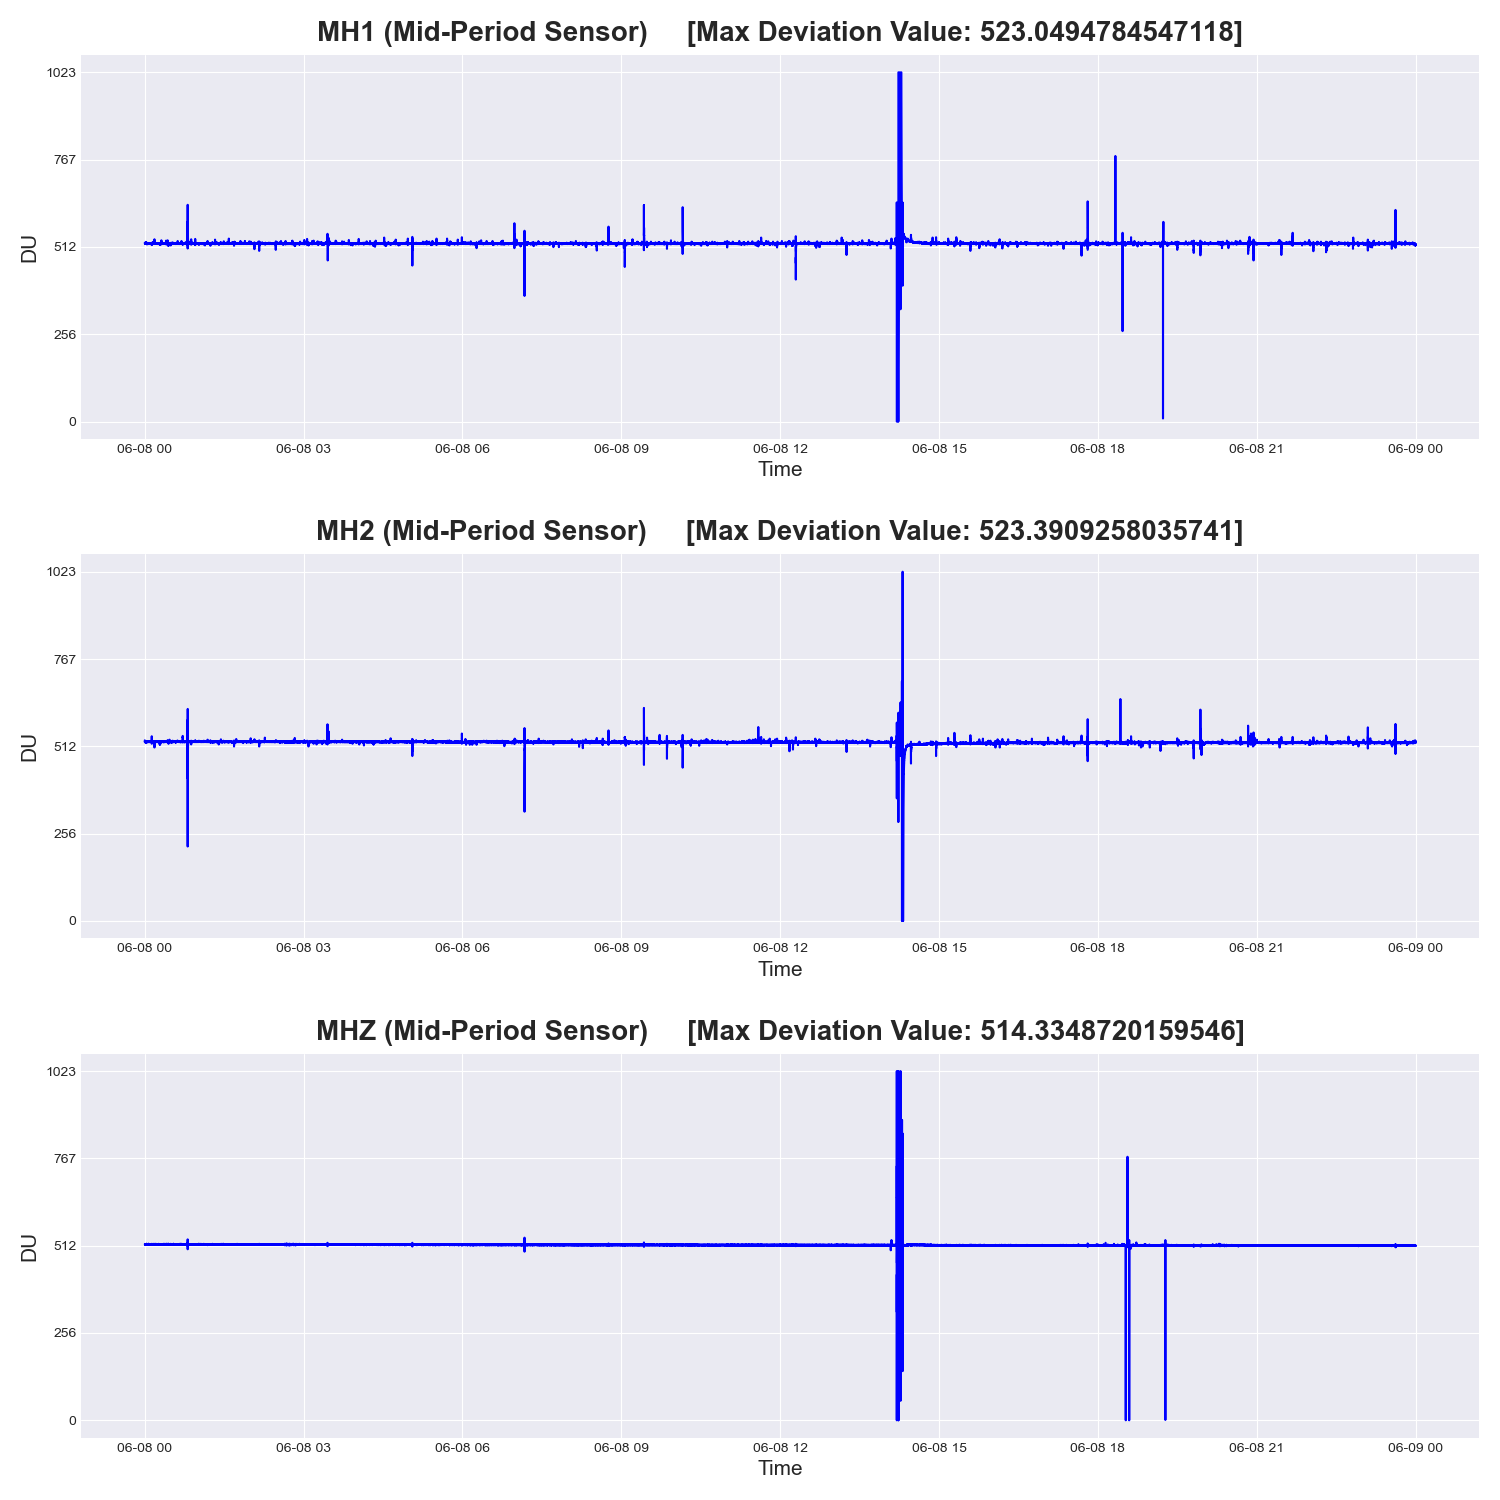 MH1 (Mid-Period Sensor) [Max Deviation Value: 523.0494784547118]
1023
767
512
256
0
DU
06-08 00 06-08 03 06-08 06 06-08 09 06-08 12 06-08 15 06-08 18 06-08 21 06-09 00
Time
MH2 (Mid-Period Sensor) [Max Deviation Value: 523.3909258035741]
1023
767
512
256
0
DU
06-08 00 06-08 03 06-08 06 06-08 09 06-08 12 06-08 15 06-08 18 06-08 21 06-09 00
Time
MHZ (Mid-Period Sensor) [Max Deviation Value: 514.3348720159546]
1023
767
512
256
0
DU
06-08 00 06-08 03 06-08 06 06-08 09 06-08 12 06-08 15 06-08 18 06-08 21 06-09 00
Time